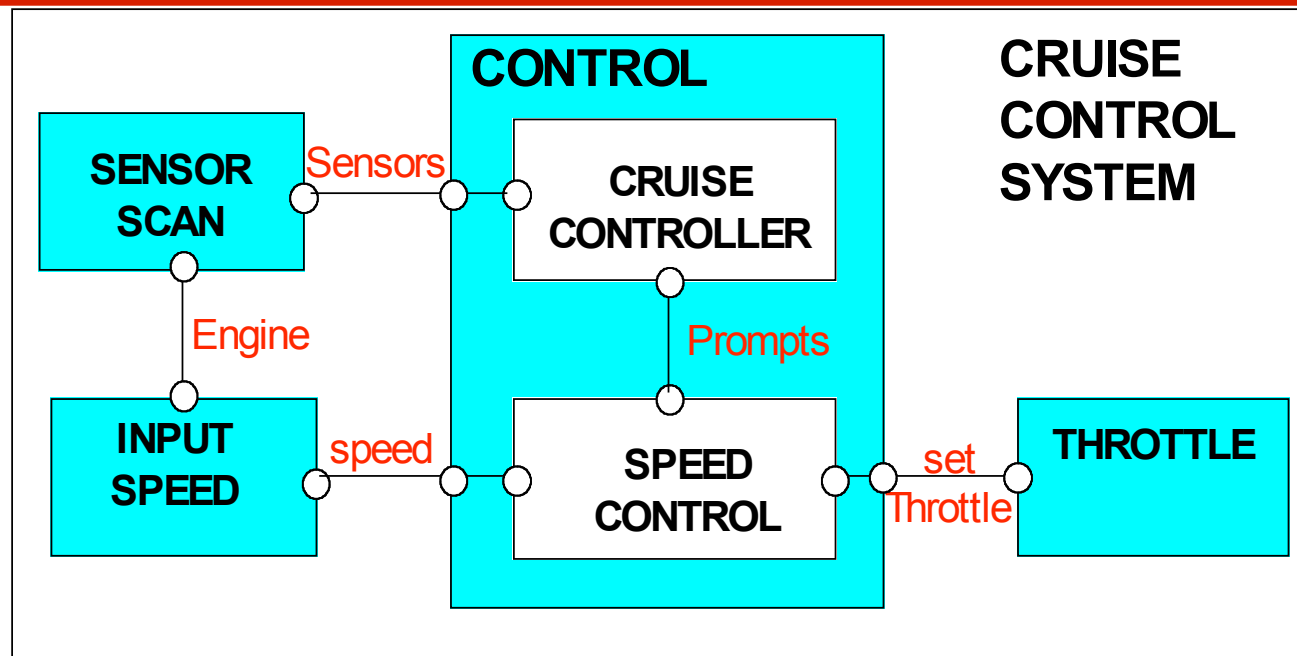 CONTROL
CRUISE
CONTROL
SYSTEM
SENSOR
SCAN
Sensors
CRUISE
CONTROLLER
Engine
Prompts
INPUT
SPEED
speed
SPEED
CONTROL
set
Throttle
THROTTLE